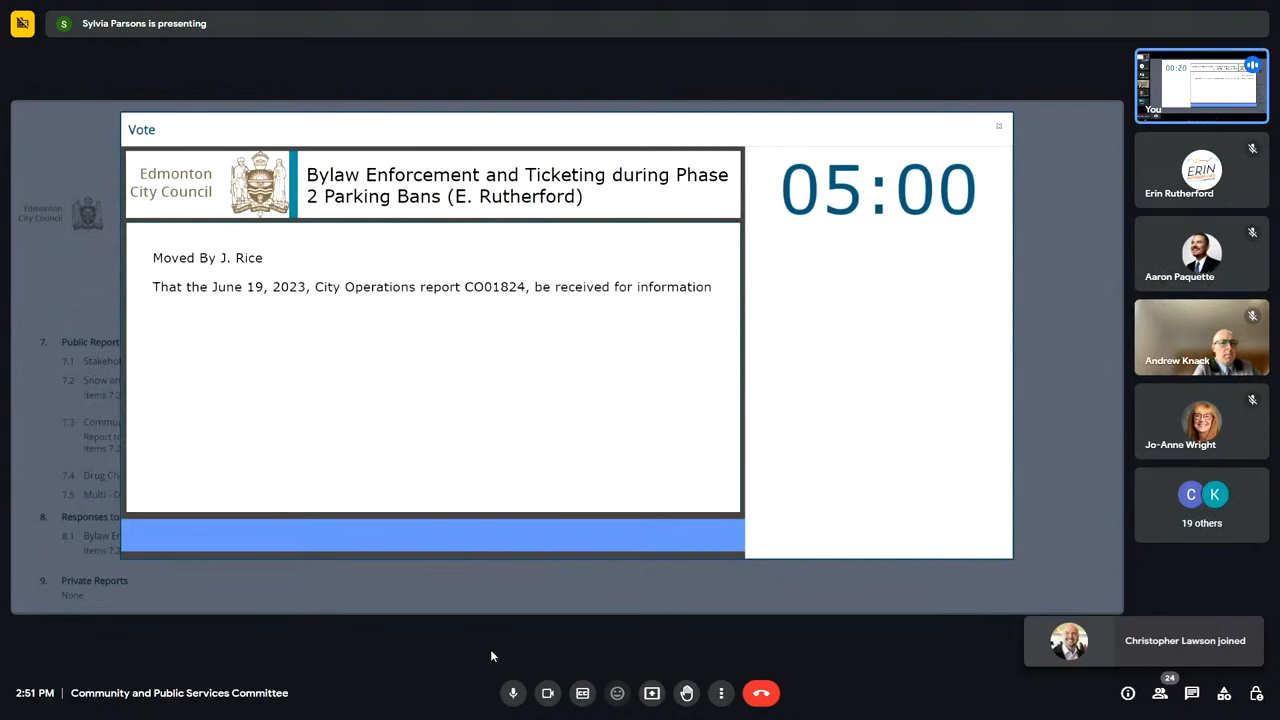 S Sylvia Parsons is presenting
Vote
Edmonton
City Council
Bylaw Enforcement and Ticketing during Phase
2 Parking Bans (E. Rutherford)
05:00
Moved By J. Rice
That the June 19, 2023, City Operations report CO01824, be received for information
Edmonton
City Council
7. Public Report
7.1 Stakeh
7.2 Snow an
Items 7.2
7.3 Commu
Report to
Items 7.2
7.4 Drug Ch
7.5 Multi - D
8. Responses to
8.1 Bylaw En
Items 7.2
9. Private Reports
None
00:20
You
ERIN
Erin Rutherford
Aaron Paquette
Andrew Knack
Jo-Anne Wright
C K
19 others
Christopher Lawson joined
2:51 PM | Community and Public Services Committee
24